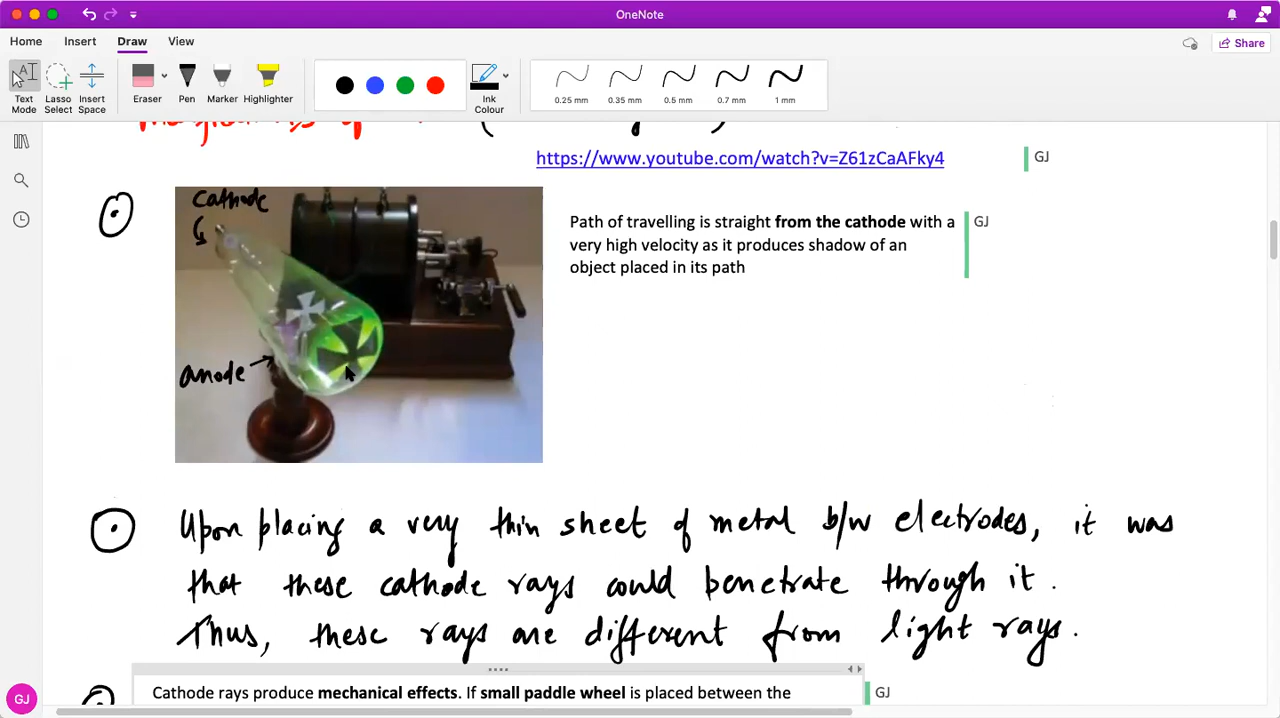 OneNote
Home Insert Draw View
Share
Text Mode
Lasso Select
Insert Space
Eraser
Pen
Marker
Highlighter
Ink Colour
0.25 mm
0.35 mm
0.5 mm
0.7 mm
1 mm
https://www.youtube.com/watch?v=Z61zCaAFky4
GJ
Cathode
anode
Path of travelling is straight from the cathode with a
very high velocity as it produces shadow of an
object placed in its path
GJ
Upon placing a very thin sheet of metal b/w electrodes, it was
that these cathode rays could penetrate through it.
Thus, these rays are different from light rays.
Cathode rays produce mechanical effects. If small paddle wheel is placed between the
GJ
GJ